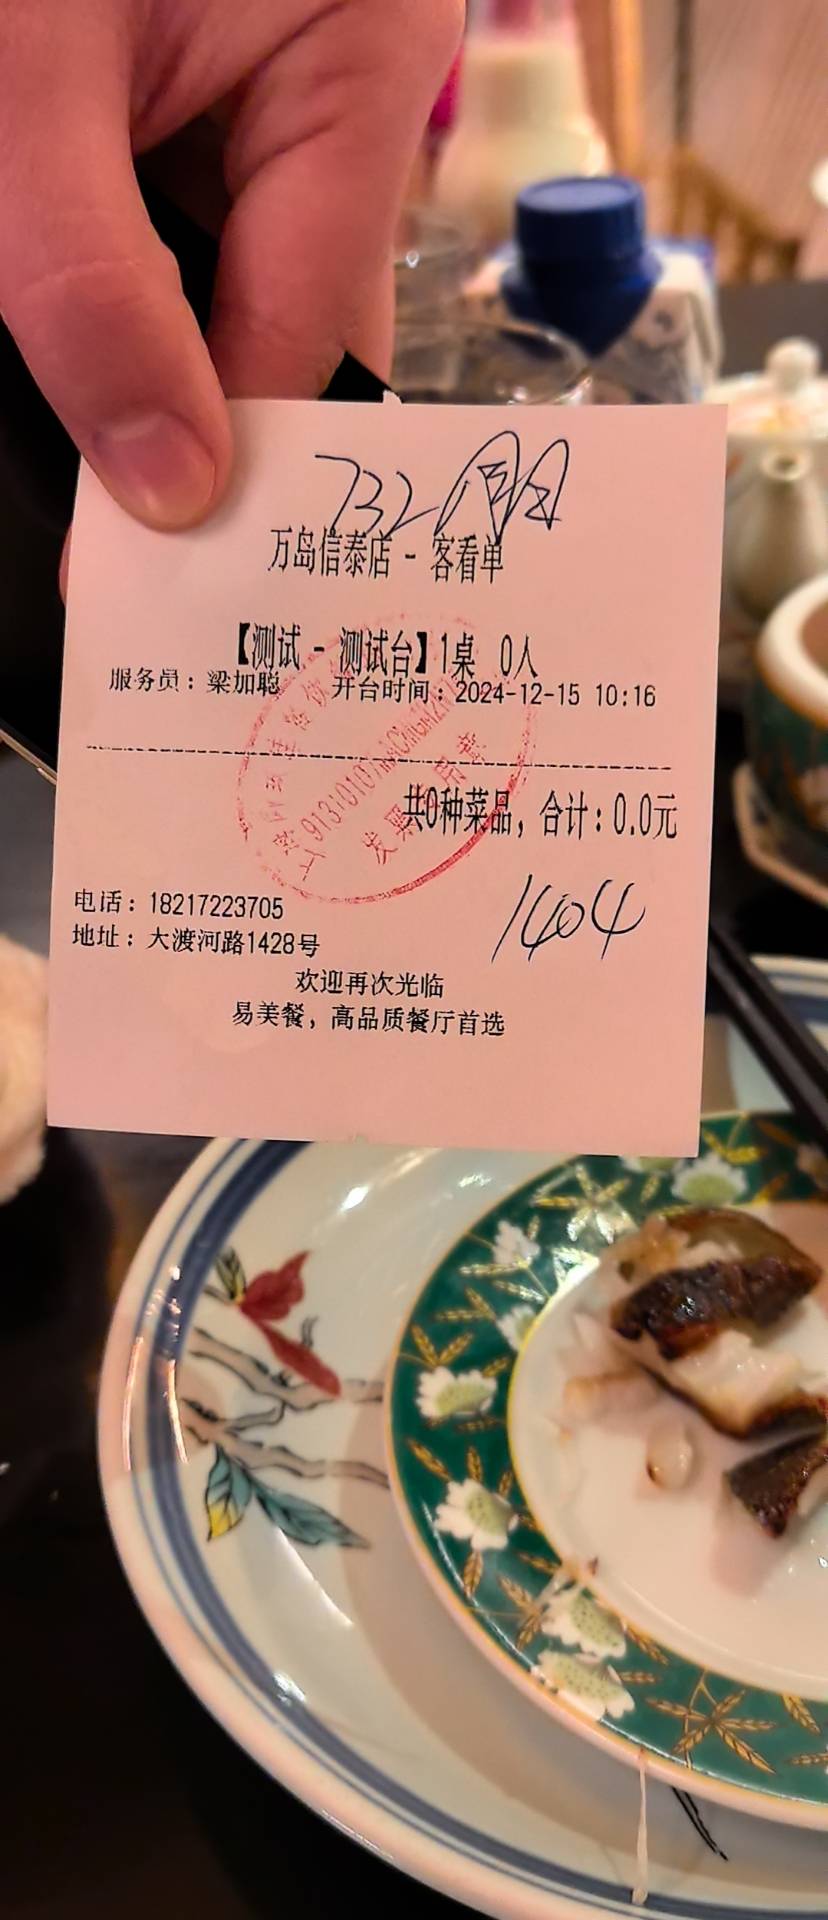 732
万岛信泰店 - 客看单
【测试 - 测试台】1桌 0人
服务员：梁加聪 开台时间：2024-12-15 10:16
共0种菜品，合计：0.0元
1404
电话：18217223705
地址：大渡河路1428号
欢迎再次光临
易美餐，高品质餐厅首选